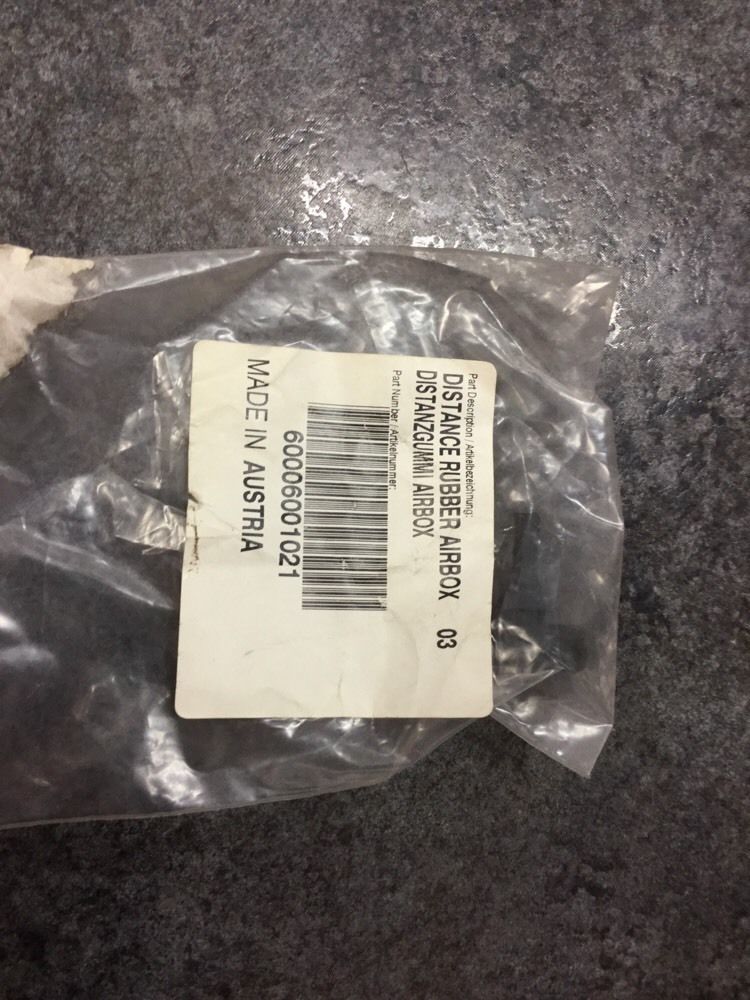 Part Description / Artikelbezeichnung:
DISTANCE RUBBER AIRBOX 03
DISTANZGUMMI AIRBOX
Part Number / Artikelnummer:
60006001021
MADE IN AUSTRIA